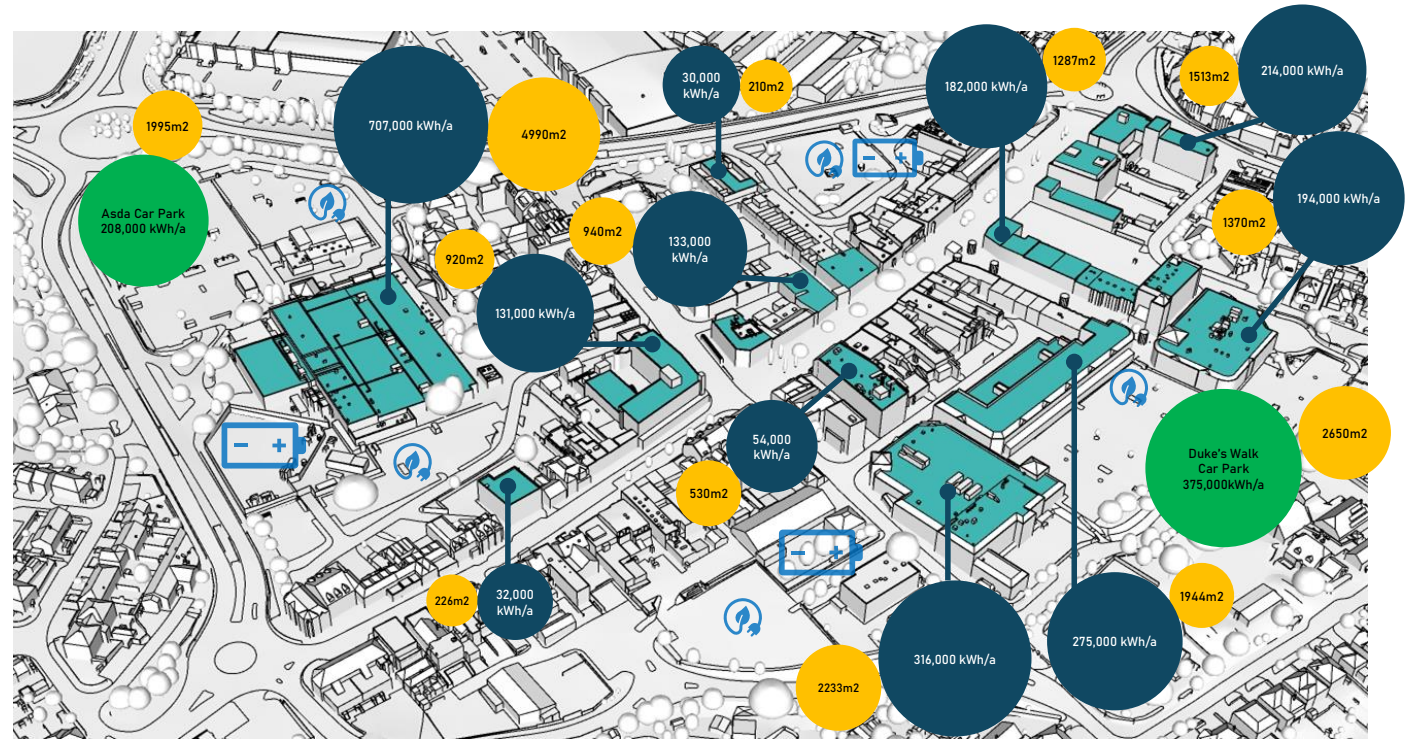 1995m2
Asda Car Park
208,000 kWh/a
707,000 kWh/a
4990m2
30,000
kWh/a
210m2
182,000 kWh/a
1287m2
1513m2
214,000 kWh/a
194,000 kWh/a
1370m2
920m2
131,000 kWh/a
940m2
133,000
kWh/a
54,000
kWh/a
530m2
226m2
32,000
kWh/a
2233m2
316,000 kWh/a
275,000 kWh/a
1944m2
Duke's Walk
Car Park
375,000kWh/a
2650m2